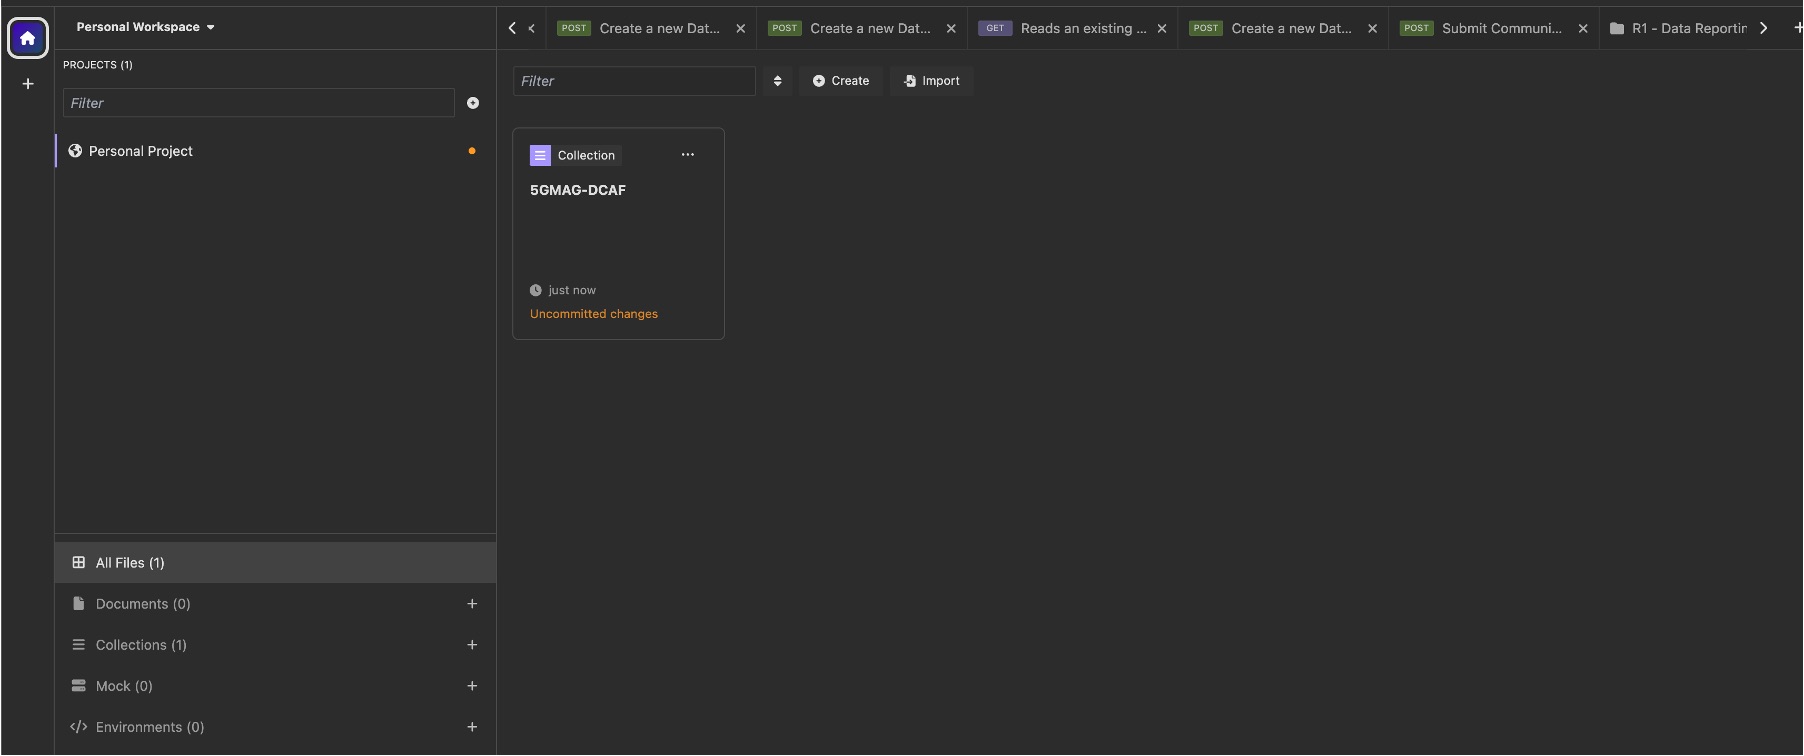 Personal Workspace
POST Create a new Dat...
POST Create a new Dat...
GET Reads an existing ...
POST Create a new Dat...
POST Submit Communi...
R1 - Data Reportin
PROJECTS (1)
Filter
Personal Project
Filter
Create
Import
Collection
5GMAG-DCAF
just now
Uncommitted changes
All Files (1)
Documents (0)
Collections (1)
Mock (0)
Environments (0)